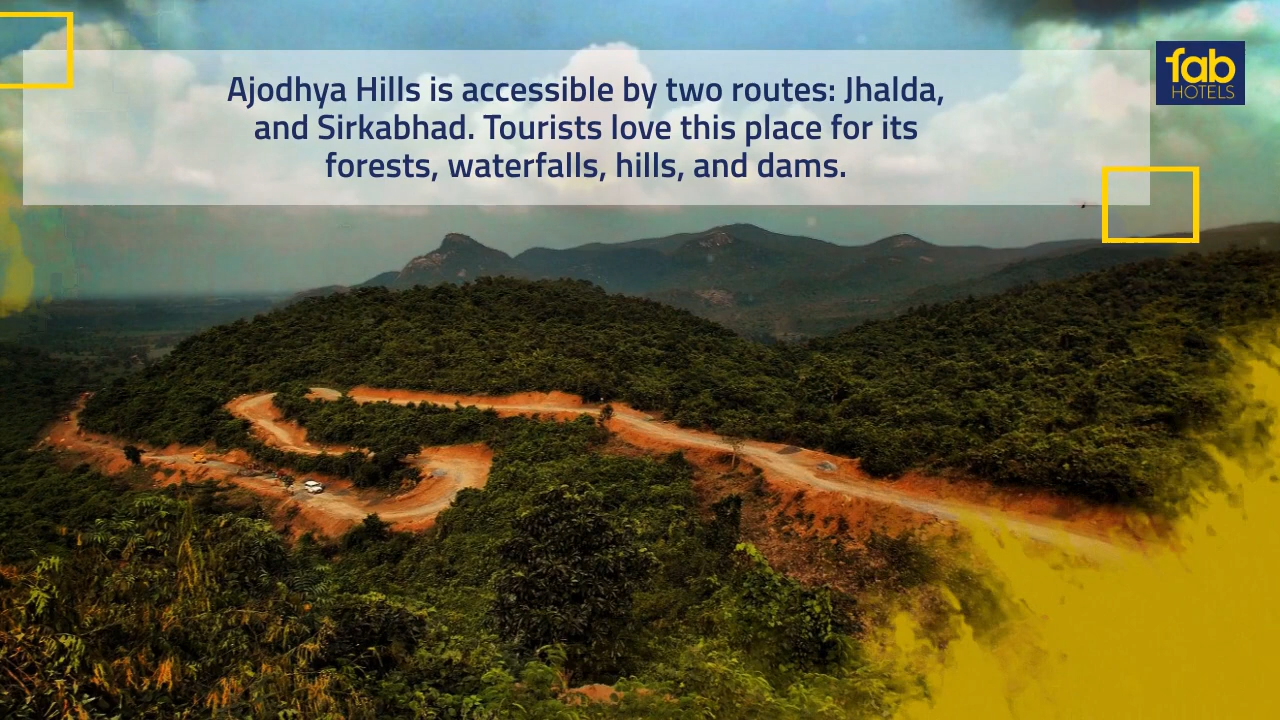 Ajodhya Hills is accessible by two routes: Jhalda,
and Sirkabhad. Tourists love this place for its
forests, waterfalls, hills, and dams.
fab
HOTELS